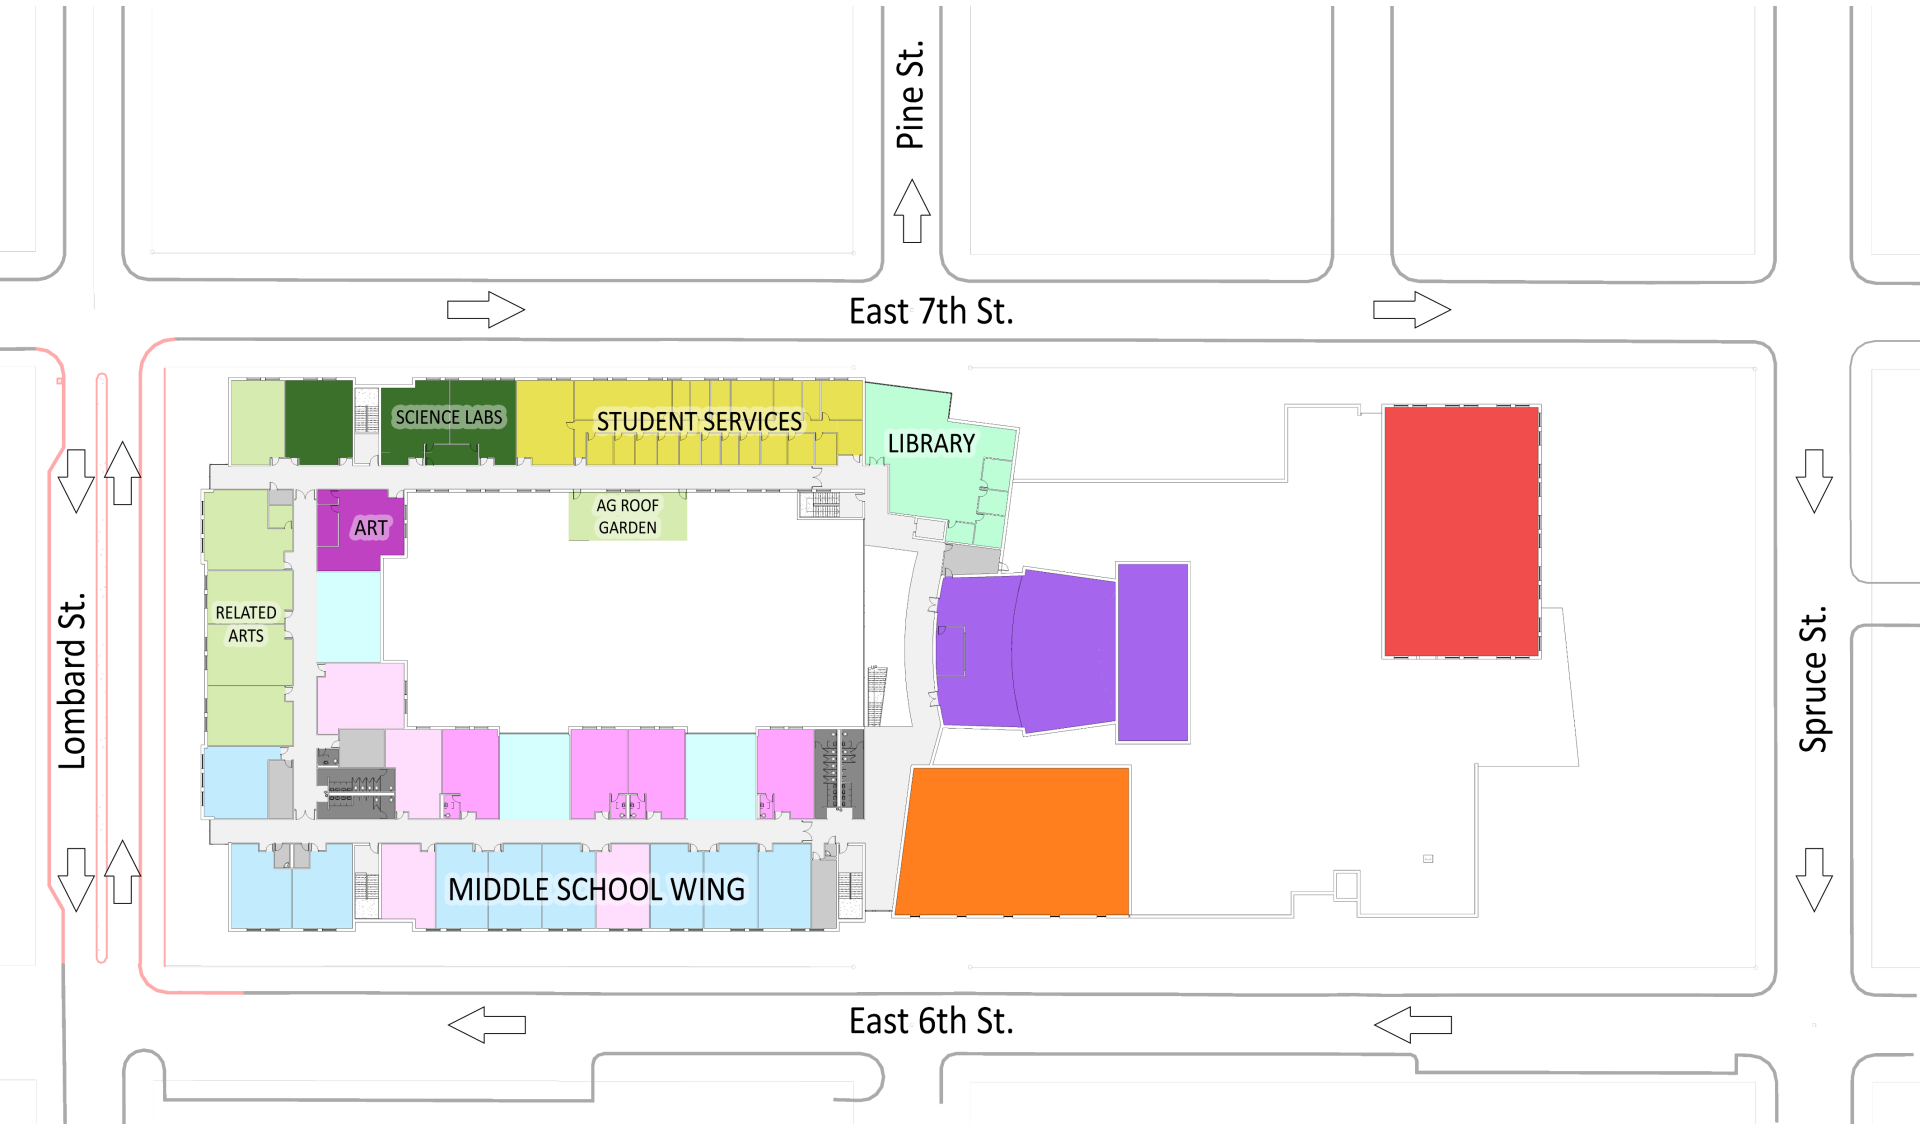 Pine St.
East 7th St.
SCIENCE LABS
STUDENT SERVICES
LIBRARY
AG ROOF
GARDEN
ART
RELATED
ARTS
Lombard St.
Spruce St.
MIDDLE SCHOOL WING
East 6th St.